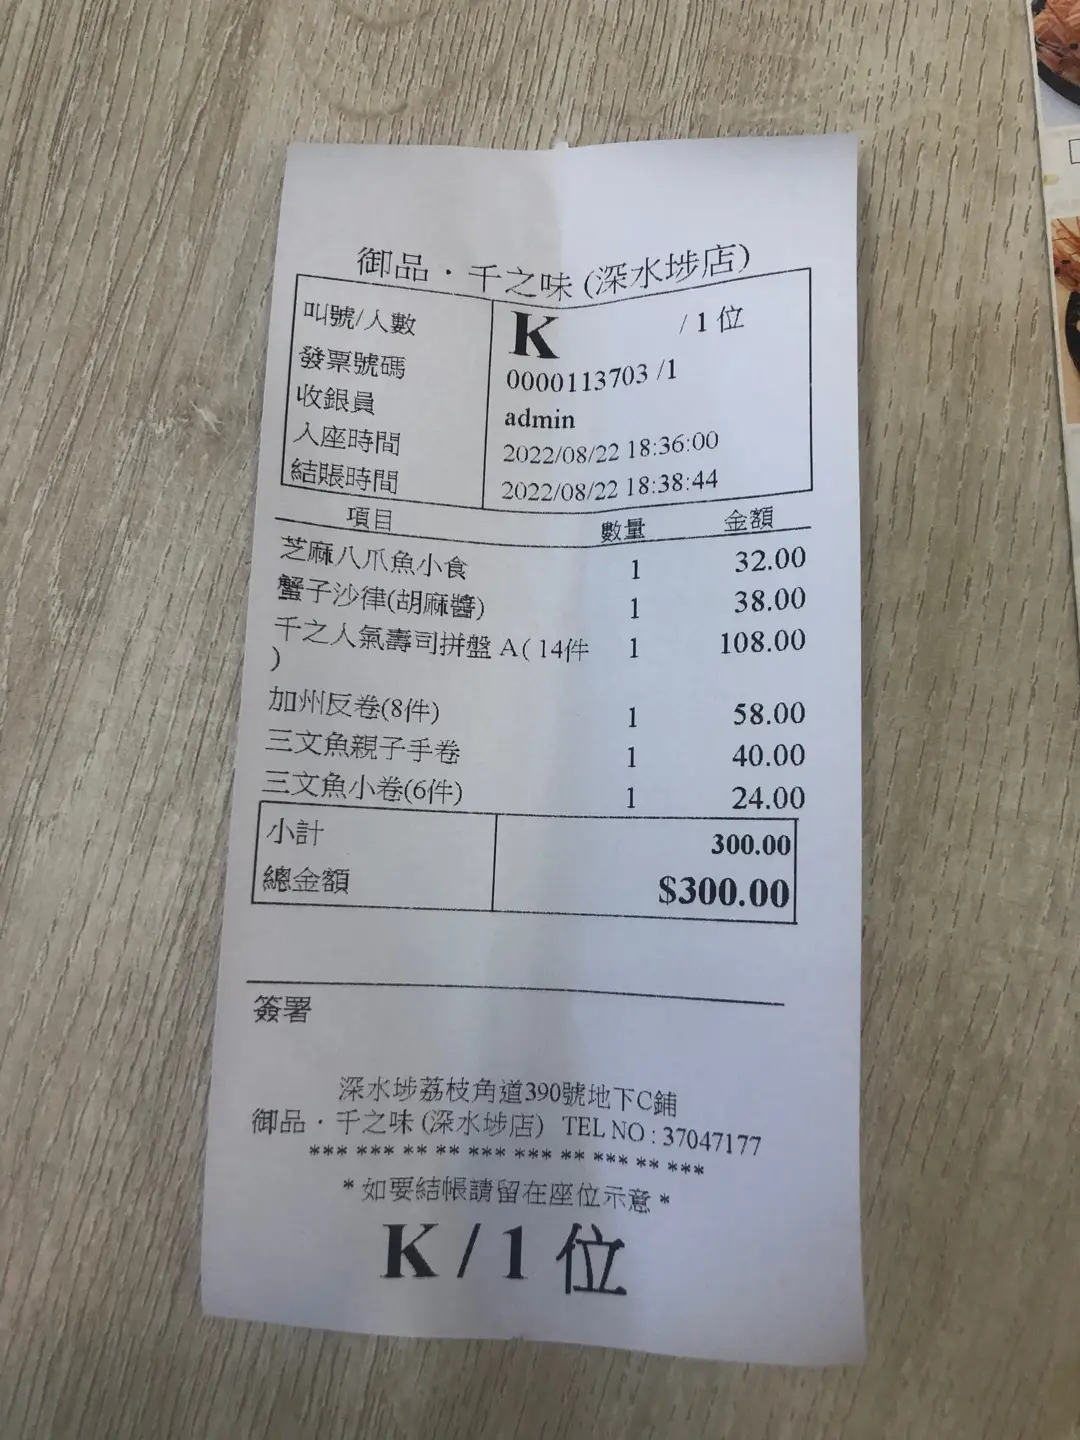 御品·千之味 (深水埗店)
叫號/人數 K / 1 位
發票號碼 0000113703 /1
收銀員 admin
入座時間 2022/08/22 18:36:00
結賬時間 2022/08/22 18:38:44
項目 數量 金額
芝麻八爪魚小食 1 32.00
蟹子沙律(胡麻醬) 1 38.00
千之人氣壽司拼盤 A( 14件 1 108.00
)
加州反卷(8件) 1 58.00
三文魚親子手卷 1 40.00
三文魚小卷(6件) 1 24.00
小計 300.00
總金額 $300.00
簽署
深水埗荔枝角道390號地下C鋪
御品·千之味 (深水埗店) TEL NO : 37047177
*** *** ** ** *** *** ** *** ** ***
* 如要結帳請留在座位示意 *
K / 1 位